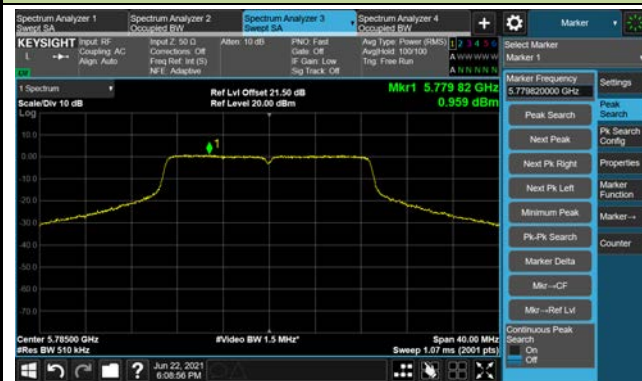 Spectrum Analyzer 1
Swept SA
Spectrum Analyzer 2
Occupied BW
Spectrum Analyzer 3
Swept SA
Spectrum Analyzer 4
Occupied BW
Marker
KEYSIGHT
L
Input: RF
Coupling: AC
Align: Auto
Input Z: 50 Ω
Corrections: Off
Freq Ref: Int (S)
NFE: Adaptive
Atten: 10 dB
PNO: Fast
Gate: Off
IF Gain: Low
Sig Track: Off
Avg Type: Power (RMS)
Avg|Hold: 100/100
Trig: Free Run
1 2 3 4 5 6
A W W W W W
A N N N N N
Select Marker
Marker 1
1 Spectrum
Scale/Div 10 dB
Log
Ref Lvl Offset 21.50 dB
Ref Level 20.00 dBm
Mkr1 5.779 82 GHz
0.959 dBm
10.0
0.00
-10.0
-20.0
-30.0
-40.0
-50.0
-60.0
-70.0
1
Center 5.78500 GHz
#Res BW 510 kHz
#Video BW 1.5 MHz*
Span 40.00 MHz
Sweep 1.07 ms (2001 pts)
Marker Frequency
5.779820000 GHz
Peak Search
Next Peak
Next Pk Right
Next Pk Left
Minimum Peak
Pk-Pk Search
Marker Delta
Mkr→CF
Mkr→Ref Lvl
Continuous Peak
Search
On
Off
Settings
Peak
Search
Pk Search
Config
Properties
Marker
Function
Marker→
Counter
Jun 22, 2021
6:08:56 PM